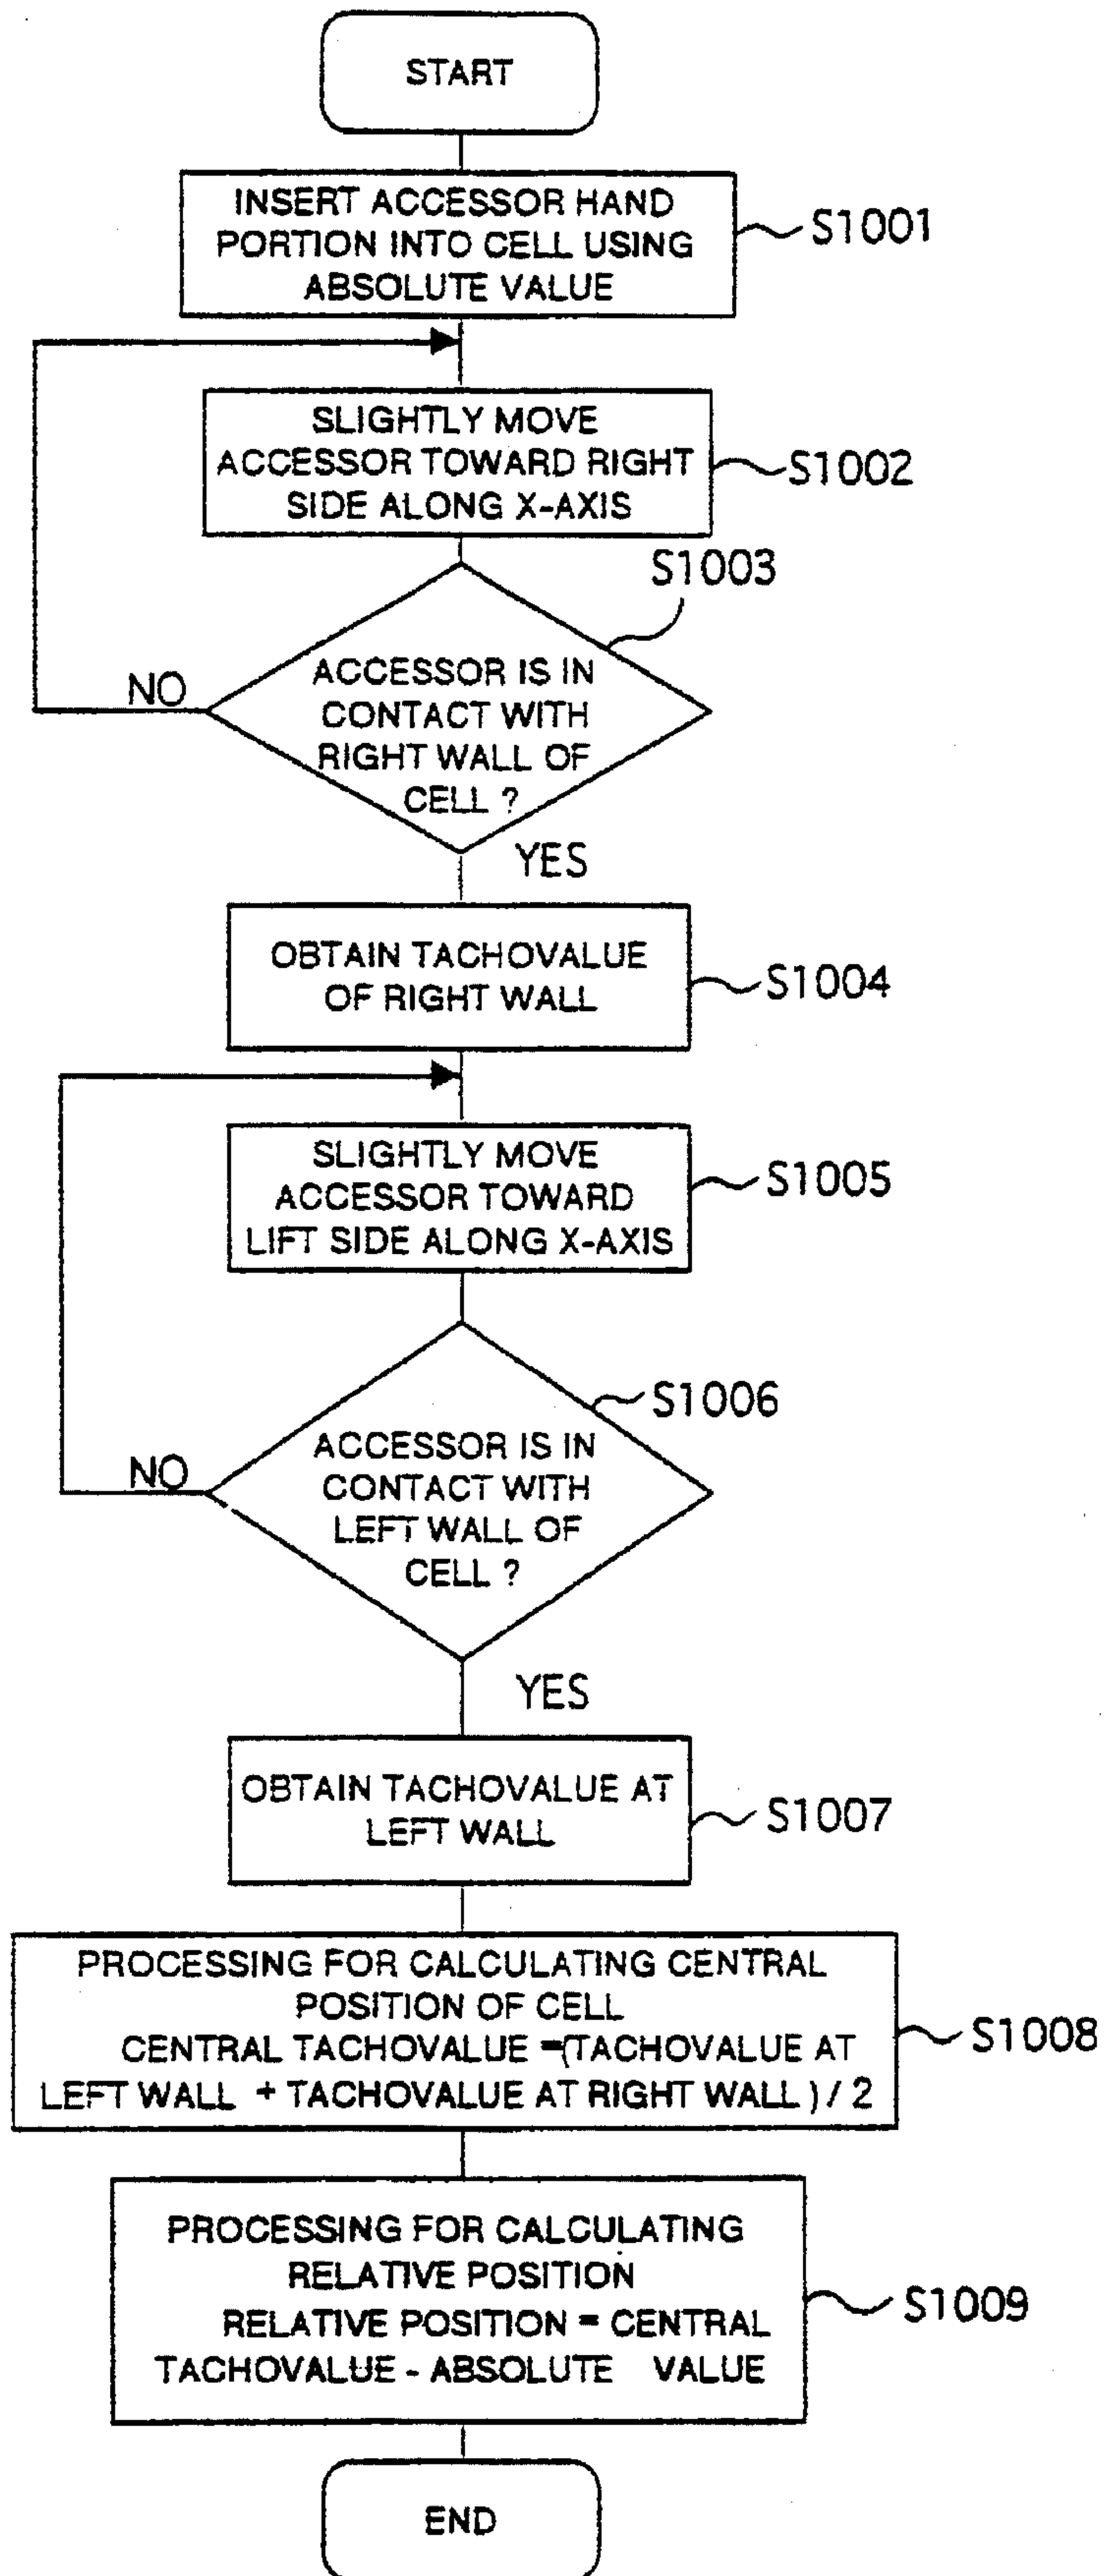 START
INSERT ACCESSOR HAND
PORTION INTO CELL USING
ABSOLUTE VALUE
S1001
SLIGHTLY MOVE
ACCESSOR TOWARD RIGHT
SIDE ALONG X-AXIS
S1002
S1003
ACCESSOR IS IN
CONTACT WITH
RIGHT WALL OF
CELL ?
NO
YES
OBTAIN TACHOVALUE
OF RIGHT WALL
S1004
SLIGHTLY MOVE
ACCESSOR TOWARD
LIFT SIDE ALONG X-AXIS
S1005
S1006
ACCESSOR IS IN
CONTACT WITH
LEFT WALL OF
CELL ?
NO
YES
OBTAIN TACHOVALUE AT
LEFT WALL
S1007
PROCESSING FOR CALCULATING CENTRAL
POSITION OF CELL
CENTRAL TACHOVALUE =(TACHOVALUE AT
LEFT WALL + TACHOVALUE AT RIGHT WALL ) / 2
S1008
PROCESSING FOR CALCULATING
RELATIVE POSITION
RELATIVE POSITION = CENTRAL
TACHOVALUE - ABSOLUTE VALUE
S1009
END